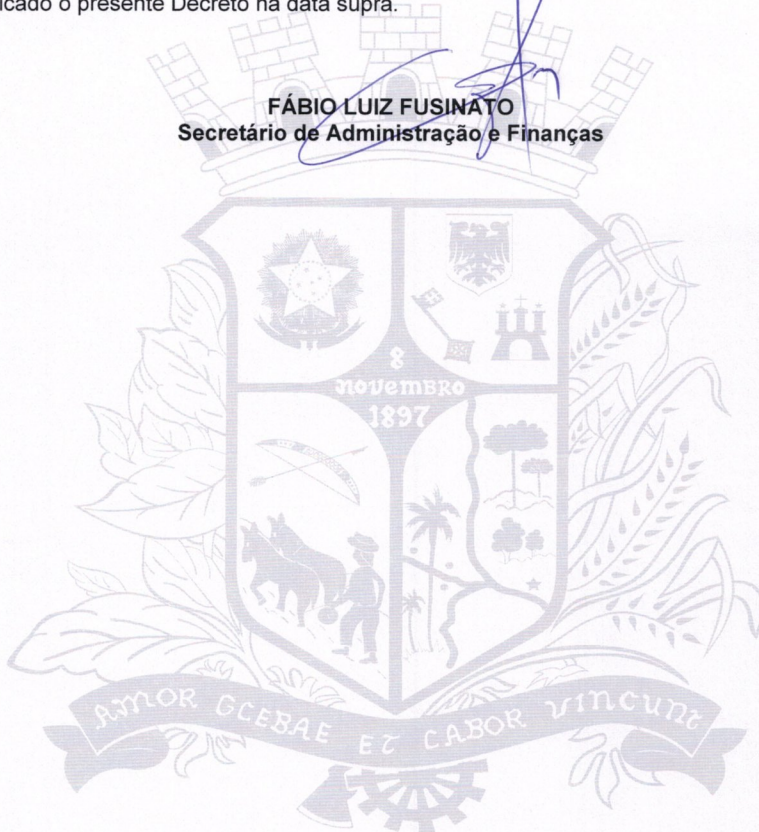 icado o presente Decreto na data supra.
FÁBIO LUIZ FUSINATO
Secretário de Administração e Finanças
8
NOVEMBRO
1897
AMOR GLEBAE ET LABOR VINCUNT